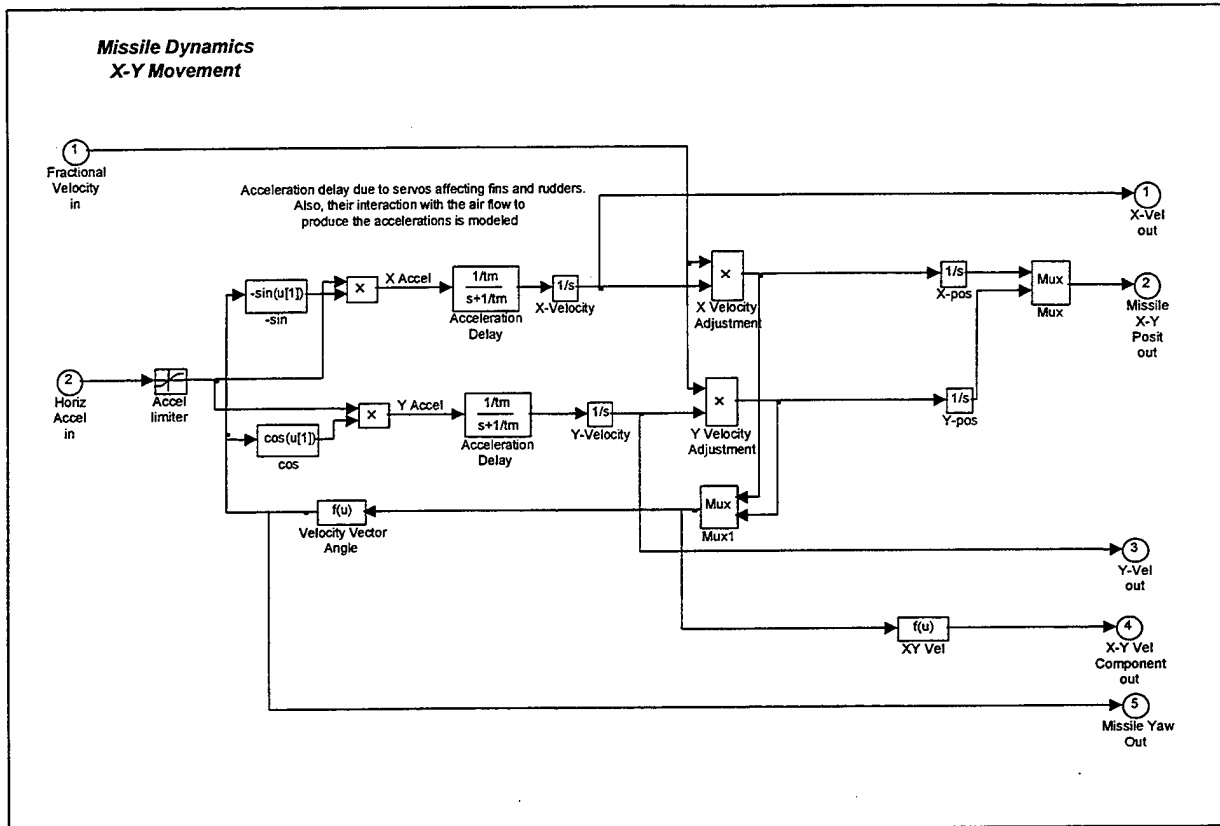 Missile Dynamics
X-Y Movement
1
Fractional
Velocity
in
Acceleration delay due to servos affecting fins and rudders.
Also, their interaction with the air flow to
produce the accelerations is modeled
1
X-Vel
out
-sin(u[1])
-sin
×
X Accel
1/tm
s+1/tm
Acceleration
Delay
1/s
X-Velocity
×
X Velocity
Adjustment
1/s
X-pos
Mux
Mux
2
Missile
X-Y
Posit
out
2
Horiz
Accel
in
Accel
limiter
×
Y Accel
1/tm
s+1/tm
Acceleration
Delay
1/s
Y-Velocity
×
Y Velocity
Adjustment
1/s
Y-pos
cos(u[1])
cos
f(u)
Velocity Vector
Angle
Mux
Mux1
3
Y-Vel
out
f(u)
XY Vel
4
X-Y Vel
Component
out
5
Missile Yaw
Out